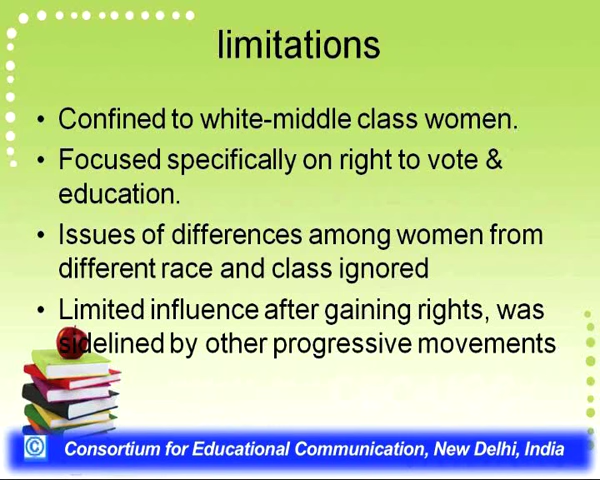 limitations
• Confined to white-middle class women.
• Focused specifically on right to vote &
education.
• Issues of differences among women from
different race and class ignored
• Limited influence after gaining rights, was
sidelined by other progressive movements
© Consortium for Educational Communication, New Delhi, India